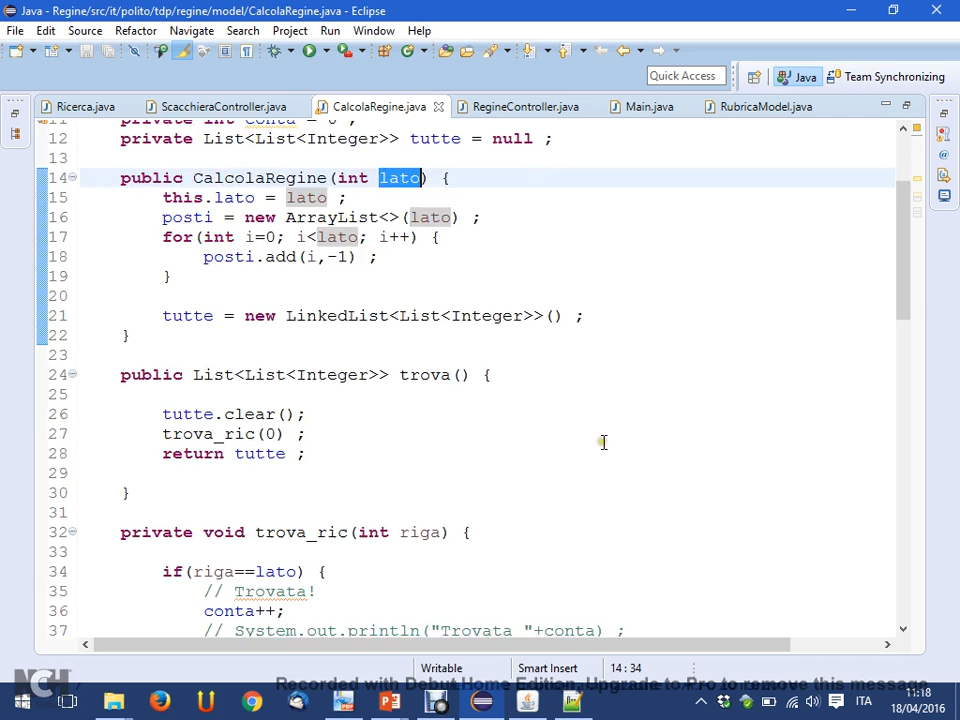 Java - Regine/src/it/polito/tdp/regine/model/CalcolaRegine.java - Eclipse
File Edit Source Refactor Navigate Search Project Run Window Help
Quick Access Java Team Synchronizing
Ricerca.java ScacchieraController.java CalcolaRegine.java RegineController.java Main.java RubricaModel.java
11 private int conta = 0 ;
12 private List<List<Integer>> tutte = null ;
13
14 public CalcolaRegine(int lato) {
15 this.lato = lato ;
16 posti = new ArrayList<>(lato) ;
17 for(int i=0; i<lato; i++) {
18 posti.add(i,-1) ;
19 }
20
21 tutte = new LinkedList<List<Integer>>() ;
22 }
23
24 public List<List<Integer>> trova() {
25
26 tutte.clear();
27 trova_ric(0) ;
28 return tutte ;
29
30 }
31
32 private void trova_ric(int riga) {
33
34 if(riga==lato) {
35 // Trovata!
36 conta++;
37 // System.out.println("Trovata "+conta) ;
Writable Smart Insert 14 : 34
NCH
Recorded with Debut Home Edition, Upgrade to Pro to remove this message
ITA
11:18
18/04/2016